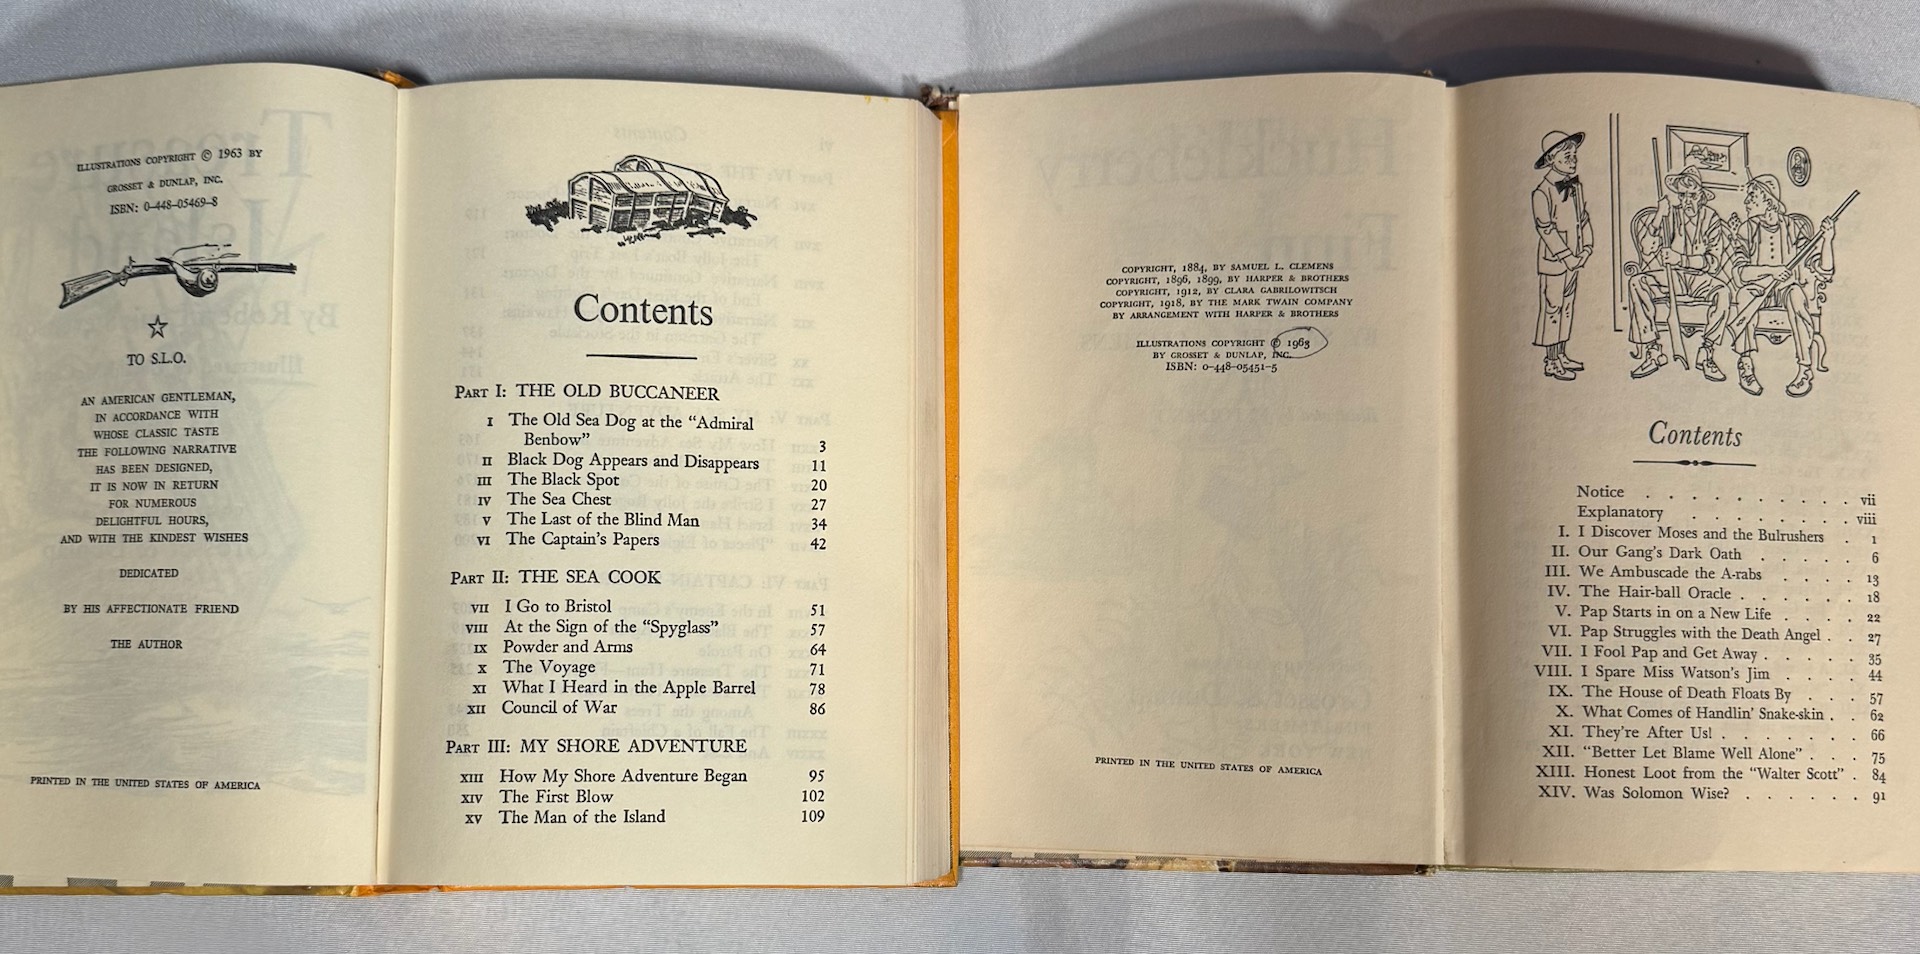 ILLUSTRATIONS COPYRIGHT © 1963 BY
GROSSET & DUNLAP, INC.
ISBN: 0-448-05469-8
TO S.L.O.
AN AMERICAN GENTLEMAN,
IN ACCORDANCE WITH
WHOSE CLASSIC TASTE
THE FOLLOWING NARRATIVE
HAS BEEN DESIGNED,
IT IS NOW IN RETURN
FOR NUMEROUS
DELIGHTFUL HOURS,
AND WITH THE KINDEST WISHES
DEDICATED
BY HIS AFFECTIONATE FRIEND
THE AUTHOR
PRINTED IN THE UNITED STATES OF AMERICA
Contents
PART I: THE OLD BUCCANEER
I The Old Sea Dog at the “Admiral
Benbow” 3
II Black Dog Appears and Disappears 11
III The Black Spot 20
IV The Sea Chest 27
V The Last of the Blind Man 34
VI The Captain’s Papers 42
PART II: THE SEA COOK
VII I Go to Bristol 51
VIII At the Sign of the “Spyglass” 57
IX Powder and Arms 64
X The Voyage 71
XI What I Heard in the Apple Barrel 78
XII Council of War 86
PART III: MY SHORE ADVENTURE
XIII How My Shore Adventure Began 95
XIV The First Blow 102
XV The Man of the Island 109
COPYRIGHT, 1884, BY SAMUEL L. CLEMENS
COPYRIGHT, 1896, 1899, BY HARPER & BROTHERS
COPYRIGHT, 1912, BY CLARA GABRILOWITSCH
COPYRIGHT, 1918, BY THE MARK TWAIN COMPANY
BY ARRANGEMENT WITH HARPER & BROTHERS
ILLUSTRATIONS COPYRIGHT © 1963
BY GROSSET & DUNLAP, INC.
ISBN: 0-448-05451-5
PRINTED IN THE UNITED STATES OF AMERICA
Contents
Notice . . . . . . . . . . vii
Explanatory . . . . . . . . viii
I. I Discover Moses and the Bulrushers . 1
II. Our Gang’s Dark Oath . . . . . 6
III. We Ambuscade the A-rabs . . . . 13
IV. The Hair-ball Oracle . . . . . . 18
V. Pap Starts in on a New Life . . . . 22
VI. Pap Struggles with the Death Angel . . 27
VII. I Fool Pap and Get Away . . . . . 35
VIII. I Spare Miss Watson’s Jim . . . . 44
IX. The House of Death Floats By . . . 57
X. What Comes of Handlin’ Snake-skin . . 62
XI. They’re After Us! . . . . . . . 66
XII. “Better Let Blame Well Alone” . . . 75
XIII. Honest Loot from the “Walter Scott” . 84
XIV. Was Solomon Wise? . . . . . . 91